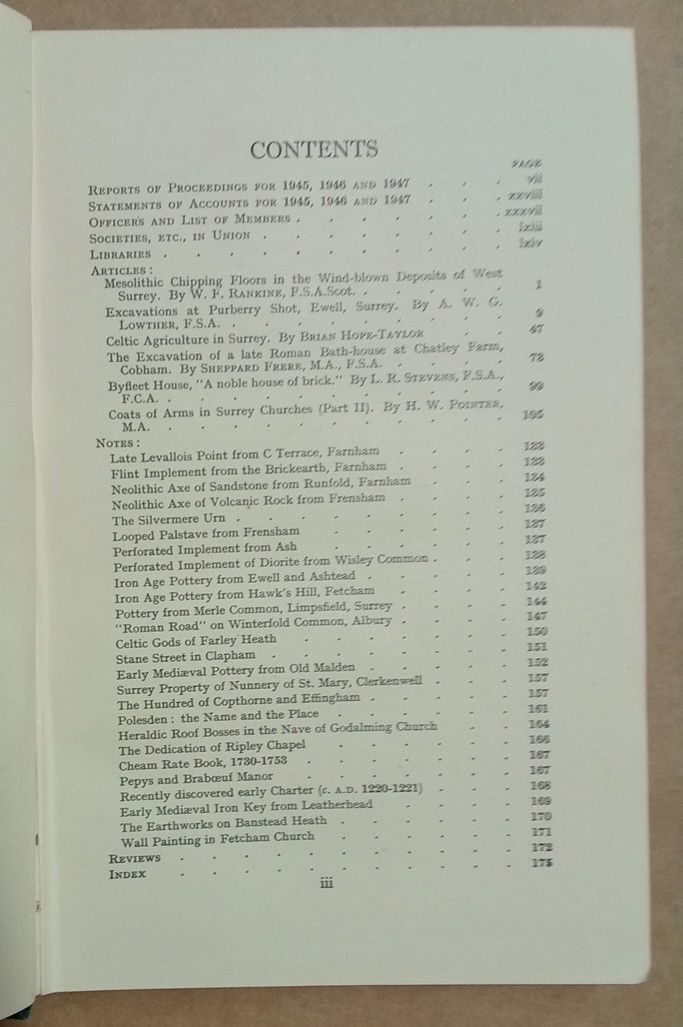 CONTENTS
PAGE
REPORTS OF PROCEEDINGS FOR 1945, 1946 AND 1947 . . . vii
STATEMENTS OF ACCOUNTS FOR 1945, 1946 AND 1947 . . . xxviii
OFFICERS AND LIST OF MEMBERS . . . . . . . xxxvii
SOCIETIES, ETC., IN UNION . . . . . . . . lxiii
LIBRARIES . . . . . . . . . . . lxiv
ARTICLES:
Mesolithic Chipping Floors in the Wind-blown Deposits of West
Surrey. By W. F. RANKINE, F.S.A.Scot. . . . . . 1
Excavations at Purberry Shot, Ewell, Surrey. By A. W. G.
LOWTHER, F.S.A. . . . . . . . . . 9
Celtic Agriculture in Surrey. By BRIAN HOPE-TAYLOR . . 47
The Excavation of a late Roman Bath-house at Chatley Farm,
Cobham. By SHEPPARD FRERE, M.A., F.S.A. . . . . 73
Byfleet House, "A noble house of brick." By L. R. STEVENS, F.S.A.,
F.C.A. . . . . . . . . . . . 99
Coats of Arms in Surrey Churches (Part II). By H. W. POINTER,
M.A. . . . . . . . . . . . 105
NOTES:
Late Levallois Point from C Terrace, Farnham . . . . 133
Flint Implement from the Brickearth, Farnham . . . . 133
Neolithic Axe of Sandstone from Runfold, Farnham . . . 134
Neolithic Axe of Volcanic Rock from Frensham . . . . 135
The Silvermere Urn . . . . . . . . . 136
Looped Palstave from Frensham . . . . . . 137
Perforated Implement from Ash . . . . . . 137
Perforated Implement of Diorite from Wisley Common . . . 138
Iron Age Pottery from Ewell and Ashtead . . . . . 139
Iron Age Pottery from Hawk's Hill, Fetcham . . . . 142
Pottery from Merle Common, Limpsfield, Surrey . . . . 144
"Roman Road" on Winterfold Common, Albury . . . . 147
Celtic Gods of Farley Heath . . . . . . . 150
Stane Street in Clapham . . . . . . . . 151
Early Mediæval Pottery from Old Malden . . . . . 152
Surrey Property of Nunnery of St. Mary, Clerkenwell . . . 157
The Hundred of Copthorne and Effingham . . . . . 157
Polesden: the Name and the Place . . . . . . 161
Heraldic Roof Bosses in the Nave of Godalming Church . . 164
The Dedication of Ripley Chapel . . . . . . 166
Cheam Rate Book, 1730-1753 . . . . . . . 167
Pepys and Brabœuf Manor . . . . . . . 167
Recently discovered early Charter (c. A.D. 1220-1221) . . . 168
Early Mediæval Iron Key from Leatherhead . . . . 169
The Earthworks on Banstead Heath . . . . . . 170
Wall Painting in Fetcham Church . . . . . . 171
REVIEWS . . . . . . . . . . . 172
INDEX . . . . . . . . . . . 175
iii